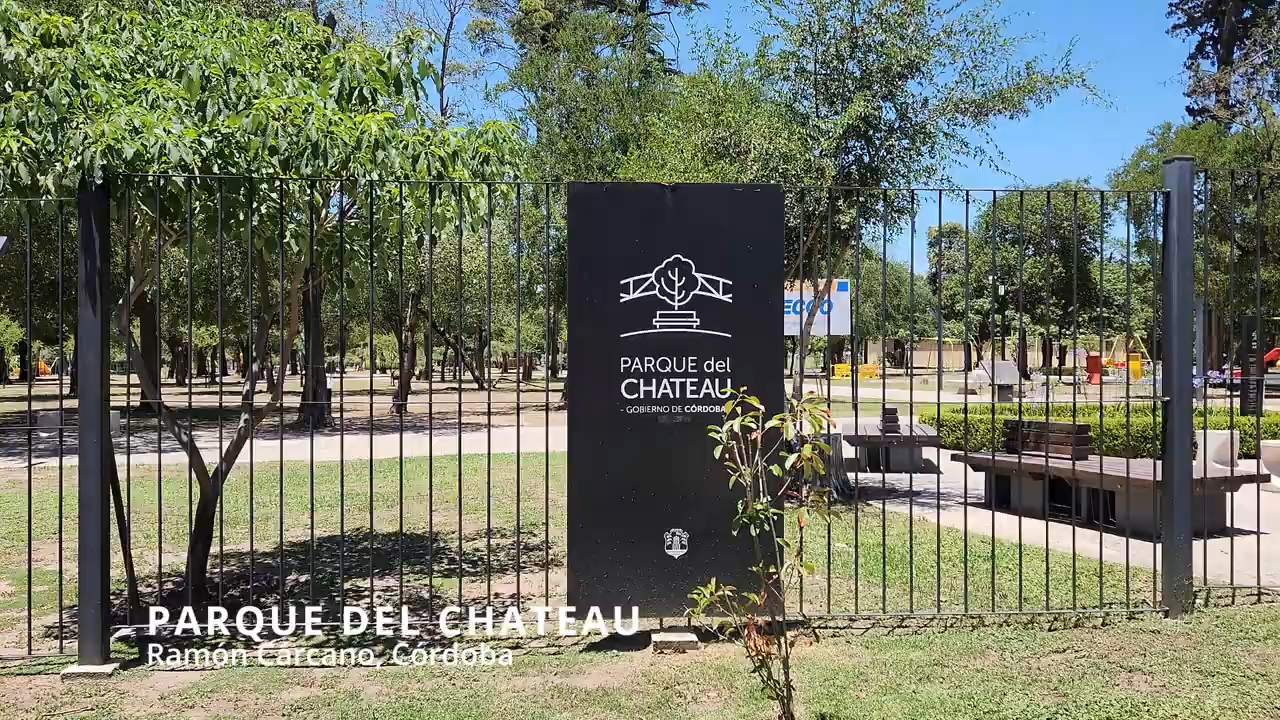 ECCO
PARQUE del
CHATEAU
- GOBIERNO DE CÓRDOBA
PARQUE DEL CHATEAU
Ramón Cárcano, Córdoba